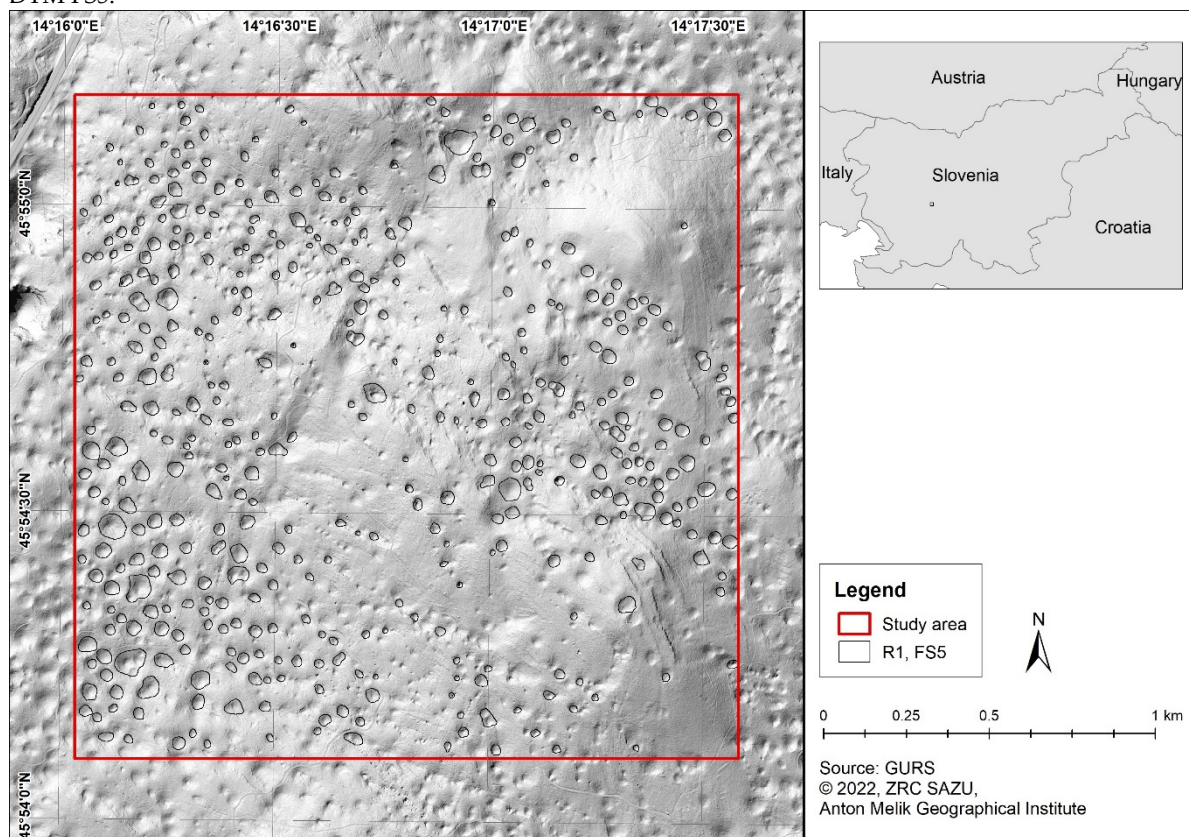 14°16'0"E
14°16'30"E
14°17'0"E
14°17'30"E
45°55'0"N
45°54'30"N
45°54'0"N
Austria
Hungary
Italy
Slovenia
Croatia
Legend
Study area
R1, FS5
N
0 0.25 0.5 1 km
Source: GURS
© 2022, ZRC SAZU,
Anton Melik Geographical Institute